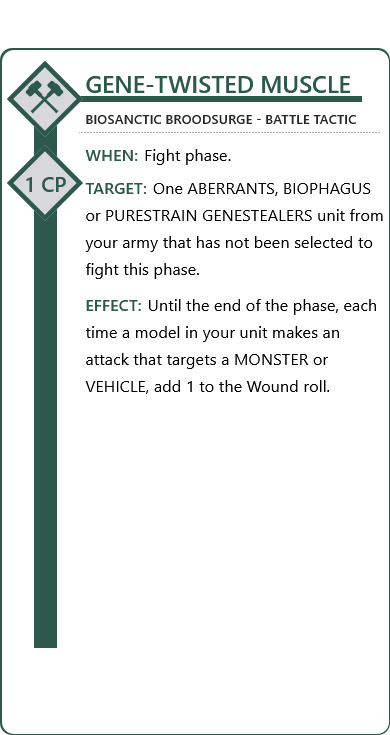 GENE-TWISTED MUSCLE
BIOSANCTIC BROODSURGE - BATTLE TACTIC
WHEN: Fight phase.
1 CP
TARGET: One ABERRANTS, BIOPHAGUS
or PURESTRAIN GENESTEALERS unit from
your army that has not been selected to
fight this phase.
EFFECT: Until the end of the phase, each
time a model in your unit makes an
attack that targets a MONSTER or
VEHICLE, add 1 to the Wound roll.